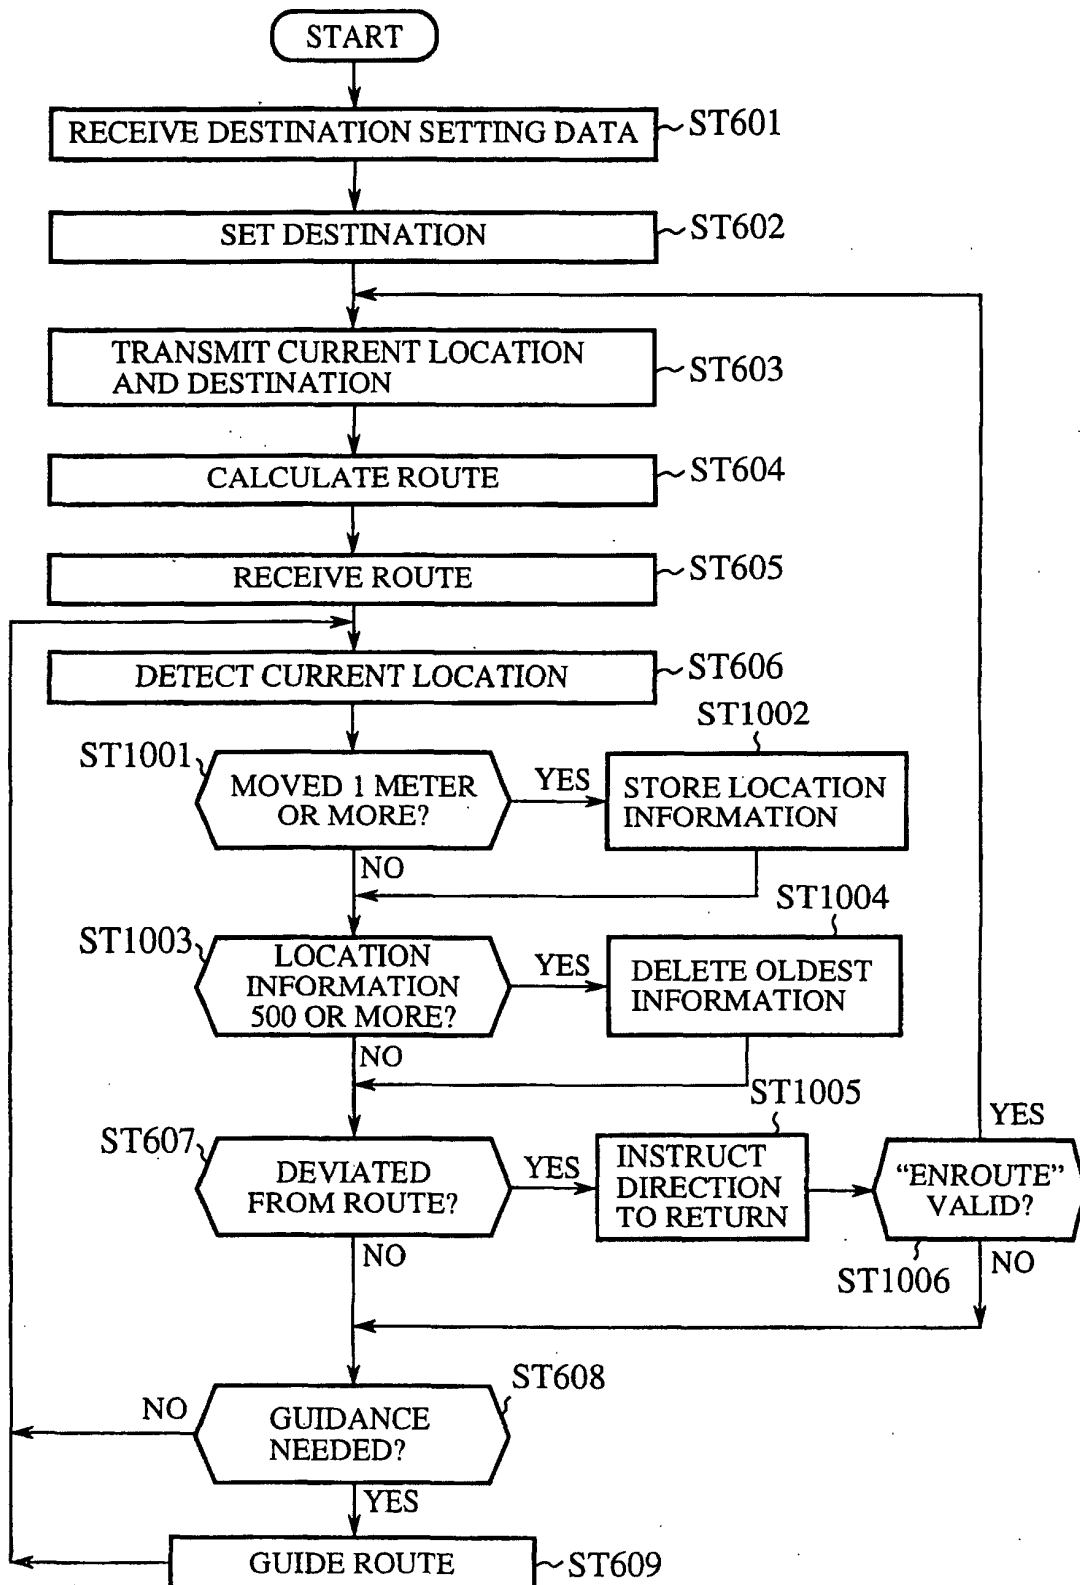 START
RECEIVE DESTINATION SETTING DATA
ST601
SET DESTINATION
ST602
TRANSMIT CURRENT LOCATION
AND DESTINATION
ST603
CALCULATE ROUTE
ST604
RECEIVE ROUTE
ST605
DETECT CURRENT LOCATION
ST606
ST1001
MOVED 1 METER
OR MORE?
YES
NO
ST1002
STORE LOCATION
INFORMATION
ST1003
LOCATION
INFORMATION
500 OR MORE?
YES
NO
ST1004
DELETE OLDEST
INFORMATION
ST607
DEVIATED
FROM ROUTE?
YES
NO
ST1005
INSTRUCT
DIRECTION
TO RETURN
YES
“ENROUTE”
VALID?
NO
ST1006
ST608
NO
GUIDANCE
NEEDED?
YES
GUIDE ROUTE
ST609